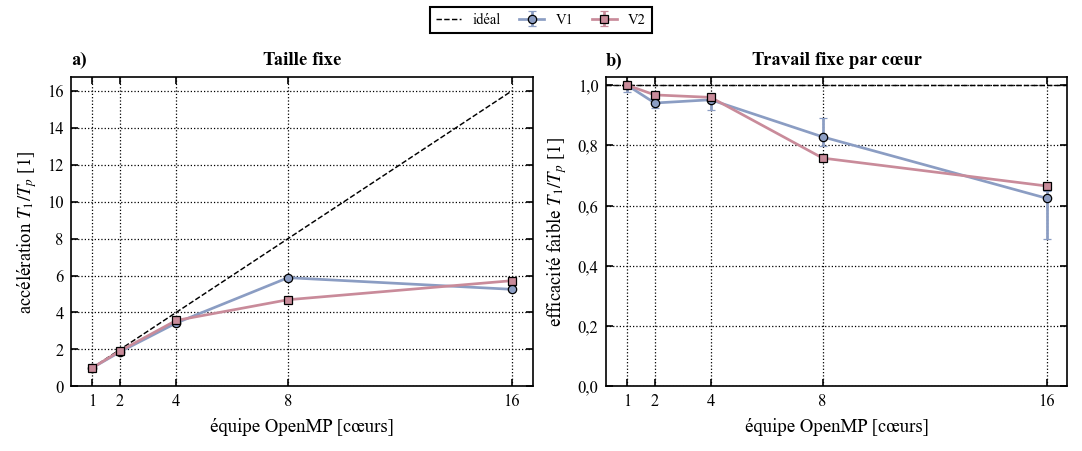 idéal V1 V2
a) Taille fixe
accélération T1/Tp [1]
16
14
12
10
8
6
4
2
0
1 2 4 8 16
équipe OpenMP [cœurs]
b) Travail fixe par cœur
efficacité faible T1/Tp [1]
1,0
0,8
0,6
0,4
0,2
0,0
1 2 4 8 16
équipe OpenMP [cœurs]